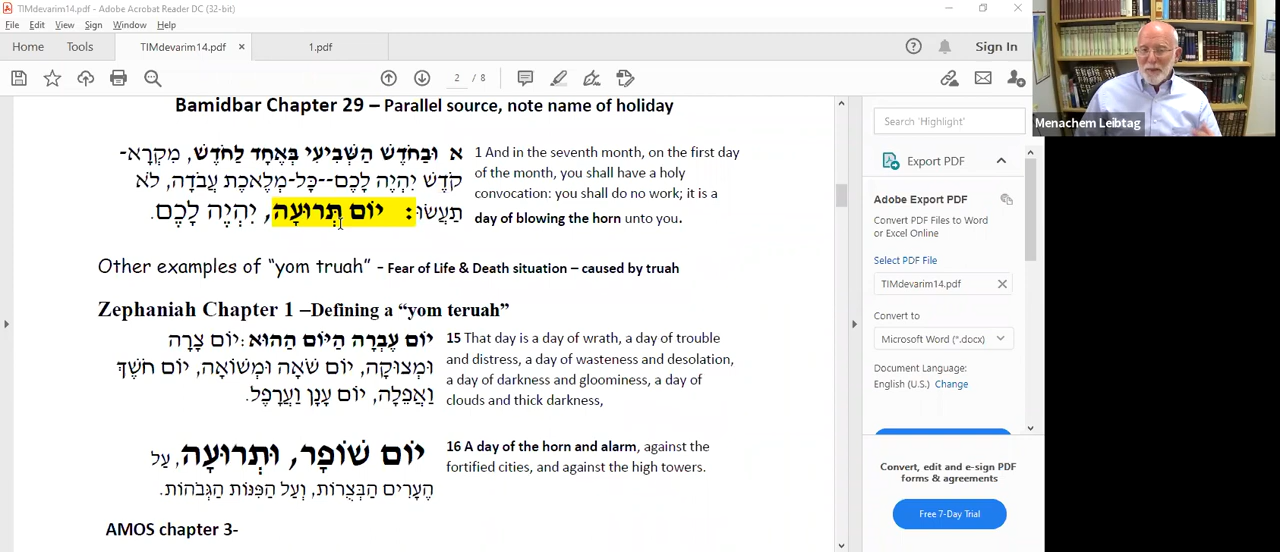 TIMdevarim14.pdf - Adobe Acrobat Reader DC (32-bit)
File Edit View Sign Window Help
Home Tools TIMdevarim14.pdf × 1.pdf Sign In
2 / 8
Bamidbar Chapter 29 – Parallel source, note name of holiday
א וּבַחֹדֶשׁ הַשְּׁבִיעִי בְּאֶחָד לַחֹדֶשׁ, מִקְרָא-
קֹדֶשׁ יִהְיֶה לָכֶם--כָּל-מְלֶאכֶת עֲבֹדָה, לֹא
תַעֲשׂוּ: יוֹם תְּרוּעָה, יִהְיֶה לָכֶם.
1 And in the seventh month, on the first day
of the month, you shall have a holy
convocation: you shall do no work; it is a
day of blowing the horn unto you.
Other examples of "yom truah" - Fear of Life & Death situation – caused by truah
Zephaniah Chapter 1 –Defining a "yom teruah"
יוֹם עֶבְרָה הַיּוֹם הַהוּא: יוֹם צָרָה
וּמְצוּקָה, יוֹם שֹׁאָה וּמְשׁוֹאָה, יוֹם חֹשֶׁךְ
וַאֲפֵלָה, יוֹם עָנָן וַעֲרָפֶל.
15 That day is a day of wrath, a day of trouble
and distress, a day of wasteness and desolation,
a day of darkness and gloominess, a day of
clouds and thick darkness,
יוֹם שׁוֹפָר, וּתְרוּעָה, עַל
הֶעָרִים הַבְּצֻרוֹת, וְעַל הַפִּנּוֹת הַגְּבֹהוֹת.
16 A day of the horn and alarm, against the
fortified cities, and against the high towers.
AMOS chapter 3-
Search 'Highlight'
Export PDF
Adobe Export PDF
Convert PDF Files to Word
or Excel Online
Select PDF File
TIMdevarim14.pdf ×
Convert to
Microsoft Word (*.docx)
Document Language:
English (U.S.) Change
Convert, edit and e-sign PDF
forms & agreements
Free 7-Day Trial
Menachem Leibtag